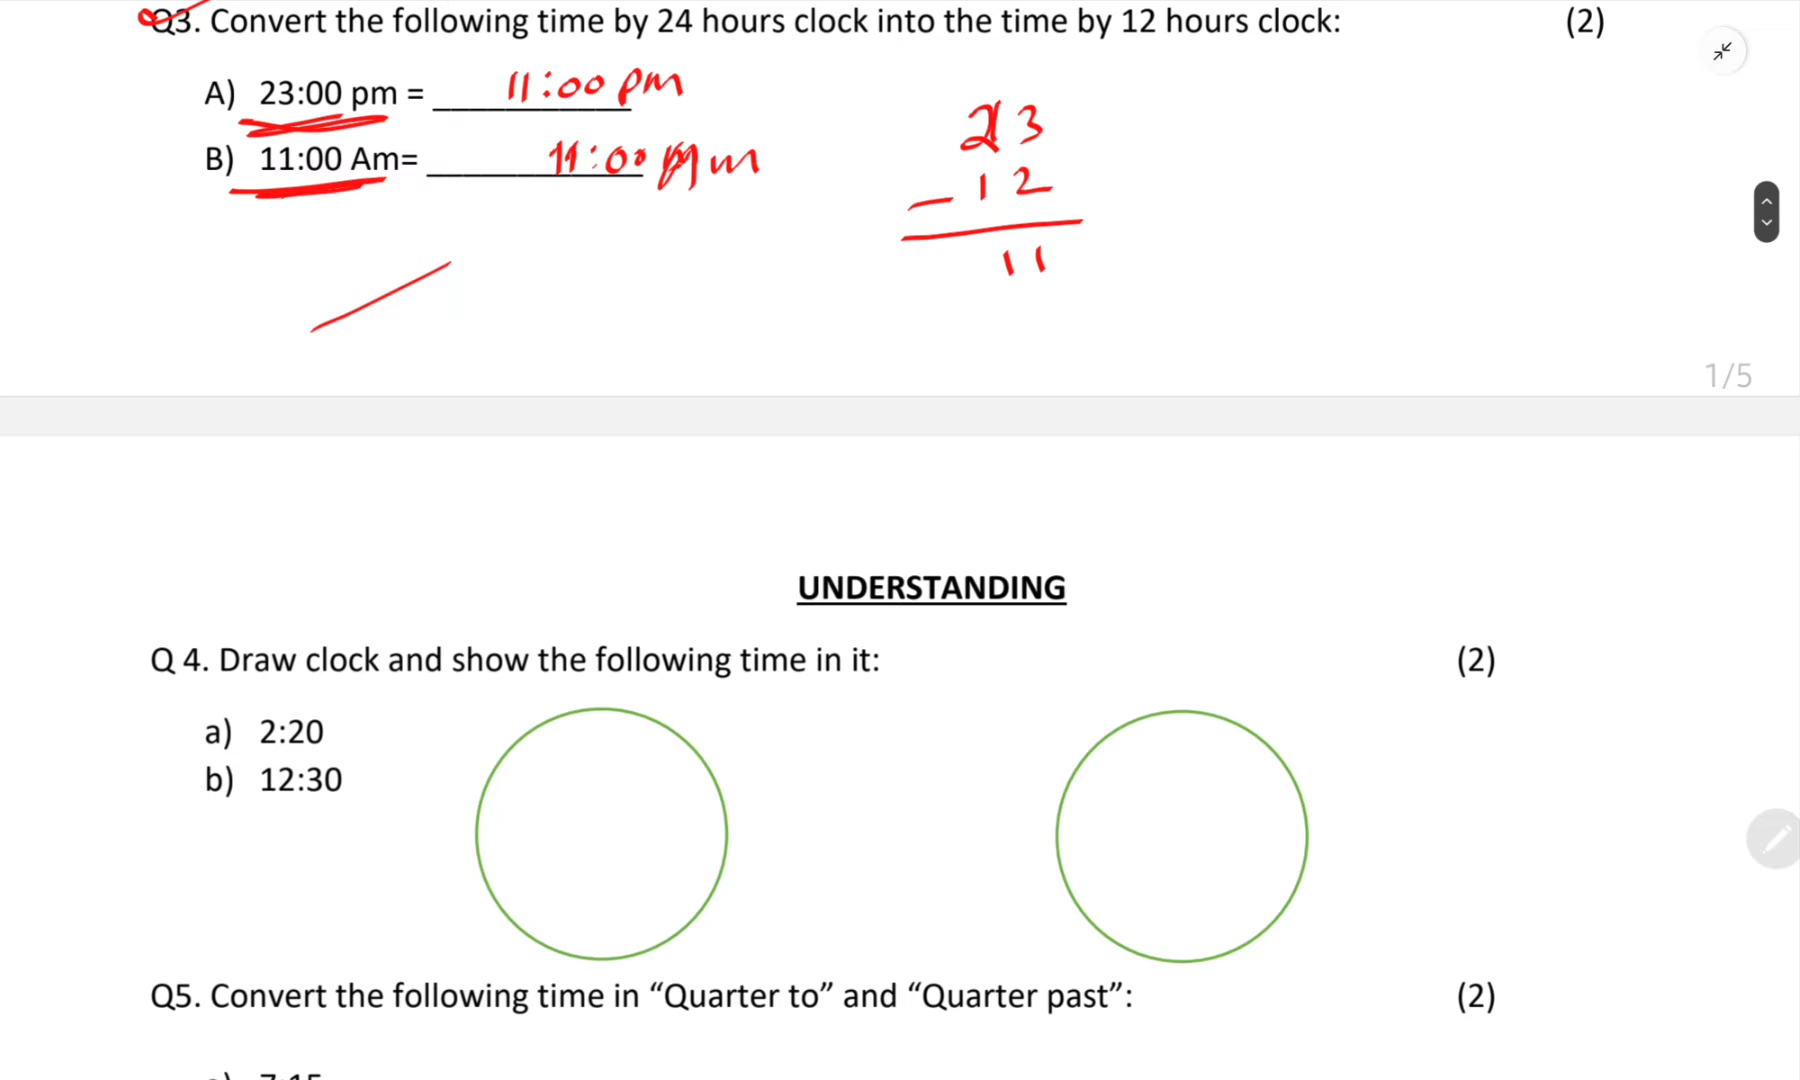 Q3. Convert the following time by 24 hours clock into the time by 12 hours clock: (2)
A) 23:00 pm = 11:00 pm
B) 11:00 Am= 11:00 Am
23
- 12
11
1/5
UNDERSTANDING
Q 4. Draw clock and show the following time in it: (2)
a) 2:20
b) 12:30
Q5. Convert the following time in “Quarter to” and “Quarter past”: (2)